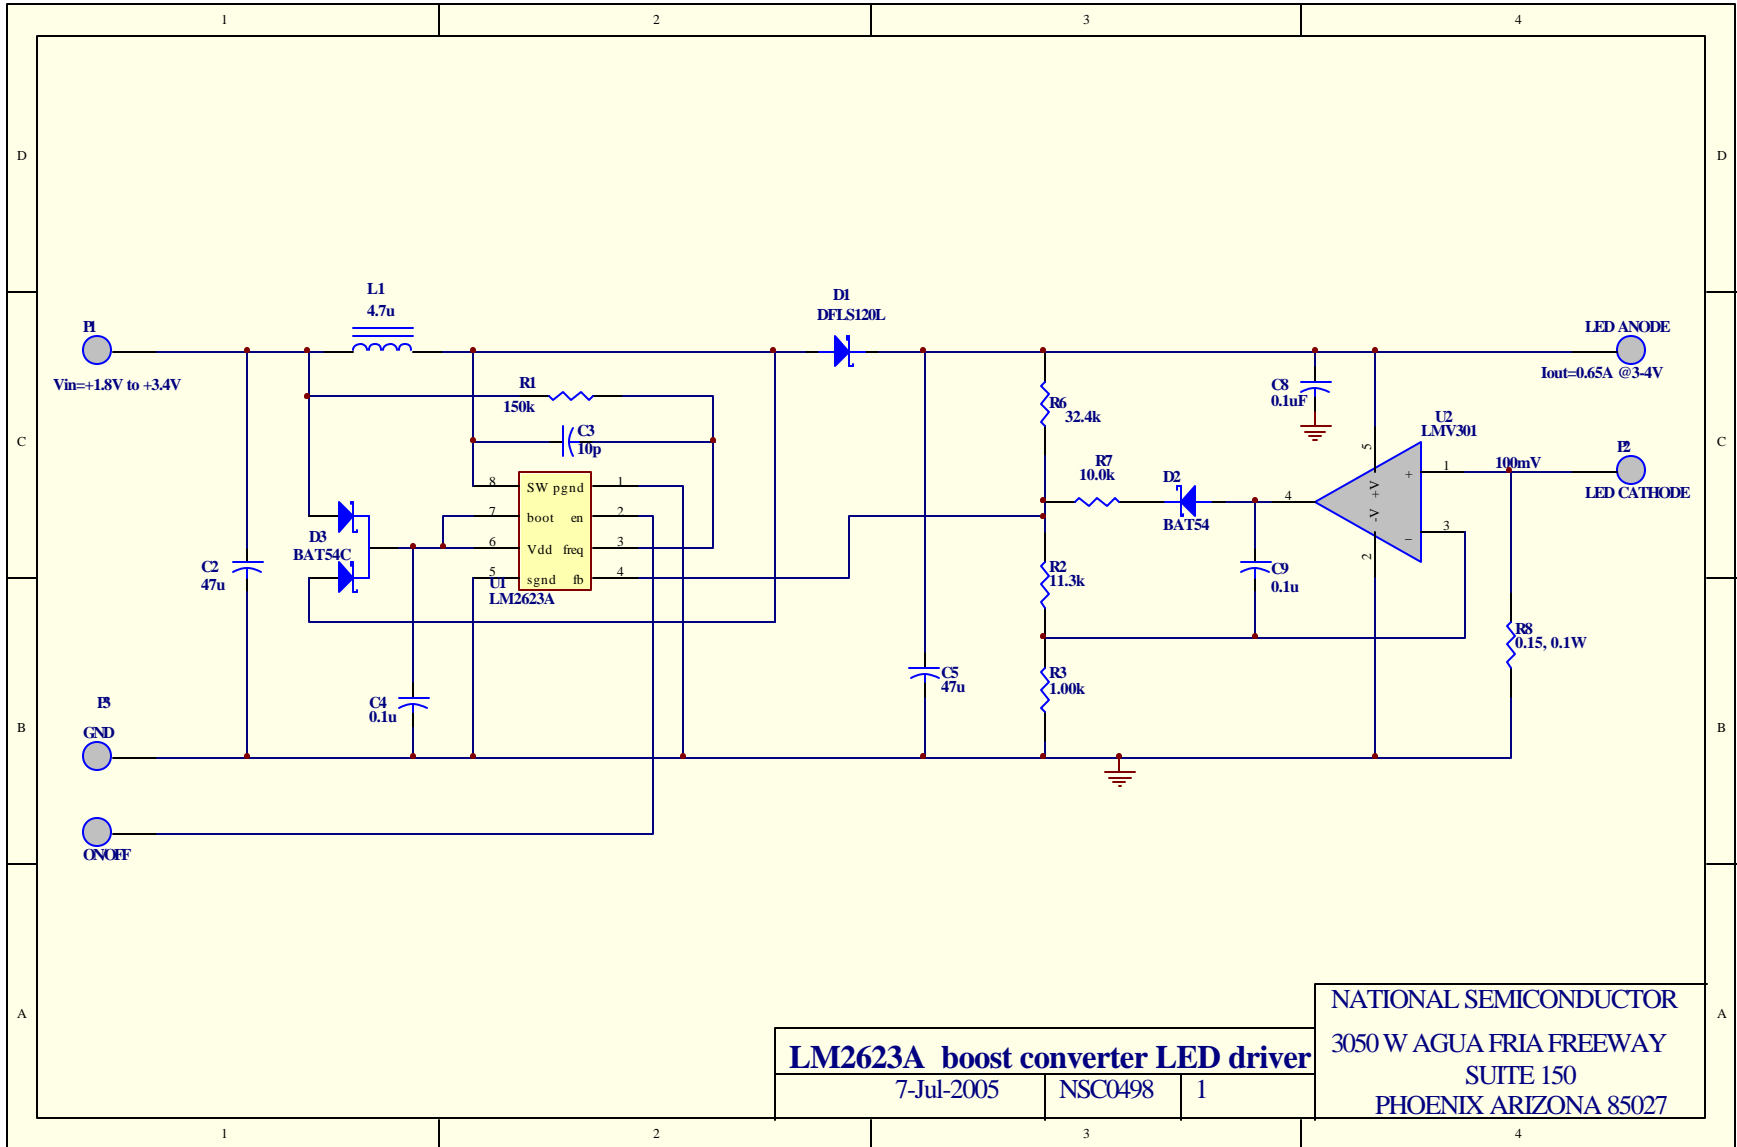 1 2 3 4
D D
L1
4.7u
D1
DFLS120L
P1
LED ANODE
Vin=+1.8V to +3.4V
Iout=0.65A @3-4V
R1
150k
C8
0.1uF
R6
32.4k
U2
LMV301
C C
C3
10p
5
1
100mV
P2
LED CATHODE
R7
10.0k
D2
BAT54
4
+
+V
-V
3
−
2
8 SW pgnd 1
7 boot en 2
6 Vdd freq 3
5 sgnd fb 4
U1
LM2623A
D3
BAT54C
C2
47u
R2
11.3k
C9
0.1u
R8
0.15, 0.1W
C5
47u
R3
1.00k
C4
0.1u
P3
GND
B B
ONOFF
A A
NATIONAL SEMICONDUCTOR
3050 W AGUA FRIA FREEWAY
SUITE 150
PHOENIX ARIZONA 85027
LM2623A boost converter LED driver
7-Jul-2005 NSC0498 1
1 2 3 4